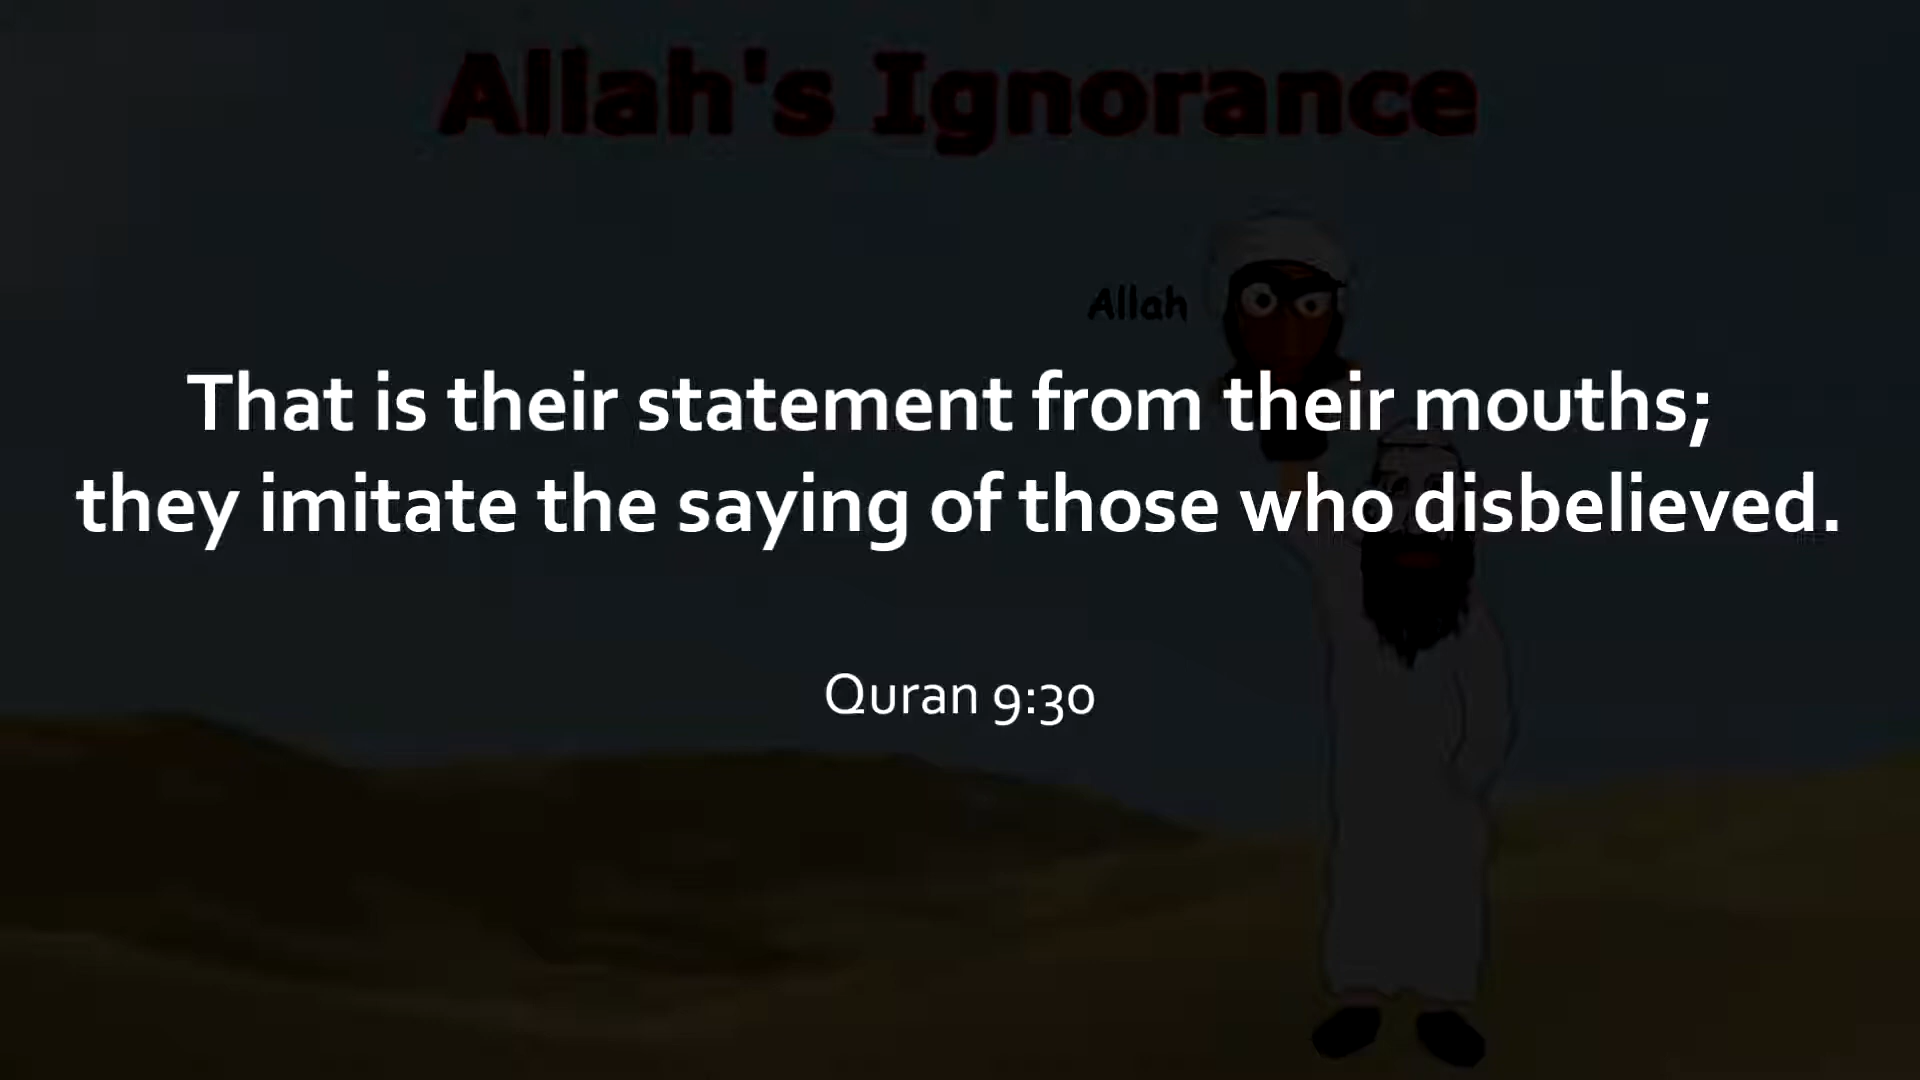 Allah's Ignorance
Allah
That is their statement from their mouths;
they imitate the saying of those who disbelieved.
Quran 9:30